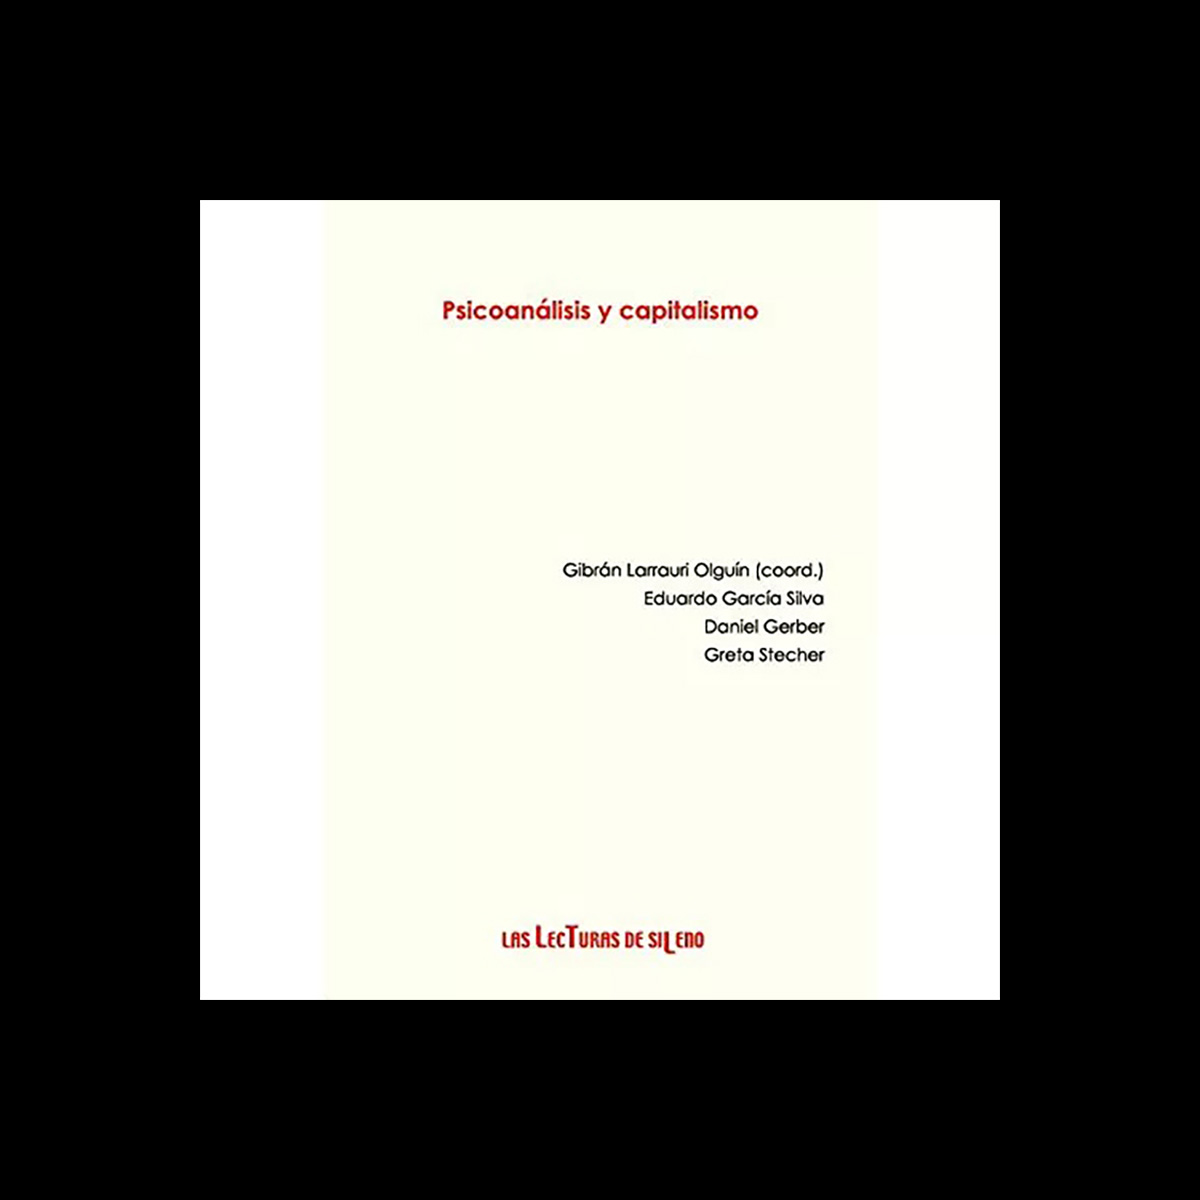 Psicoanálisis y capitalismo
Gibrán Larrauri Olguín (coord.)
Eduardo García Silva
Daniel Gerber
Greta Stecher
LAS LECTURAS DE SILENO